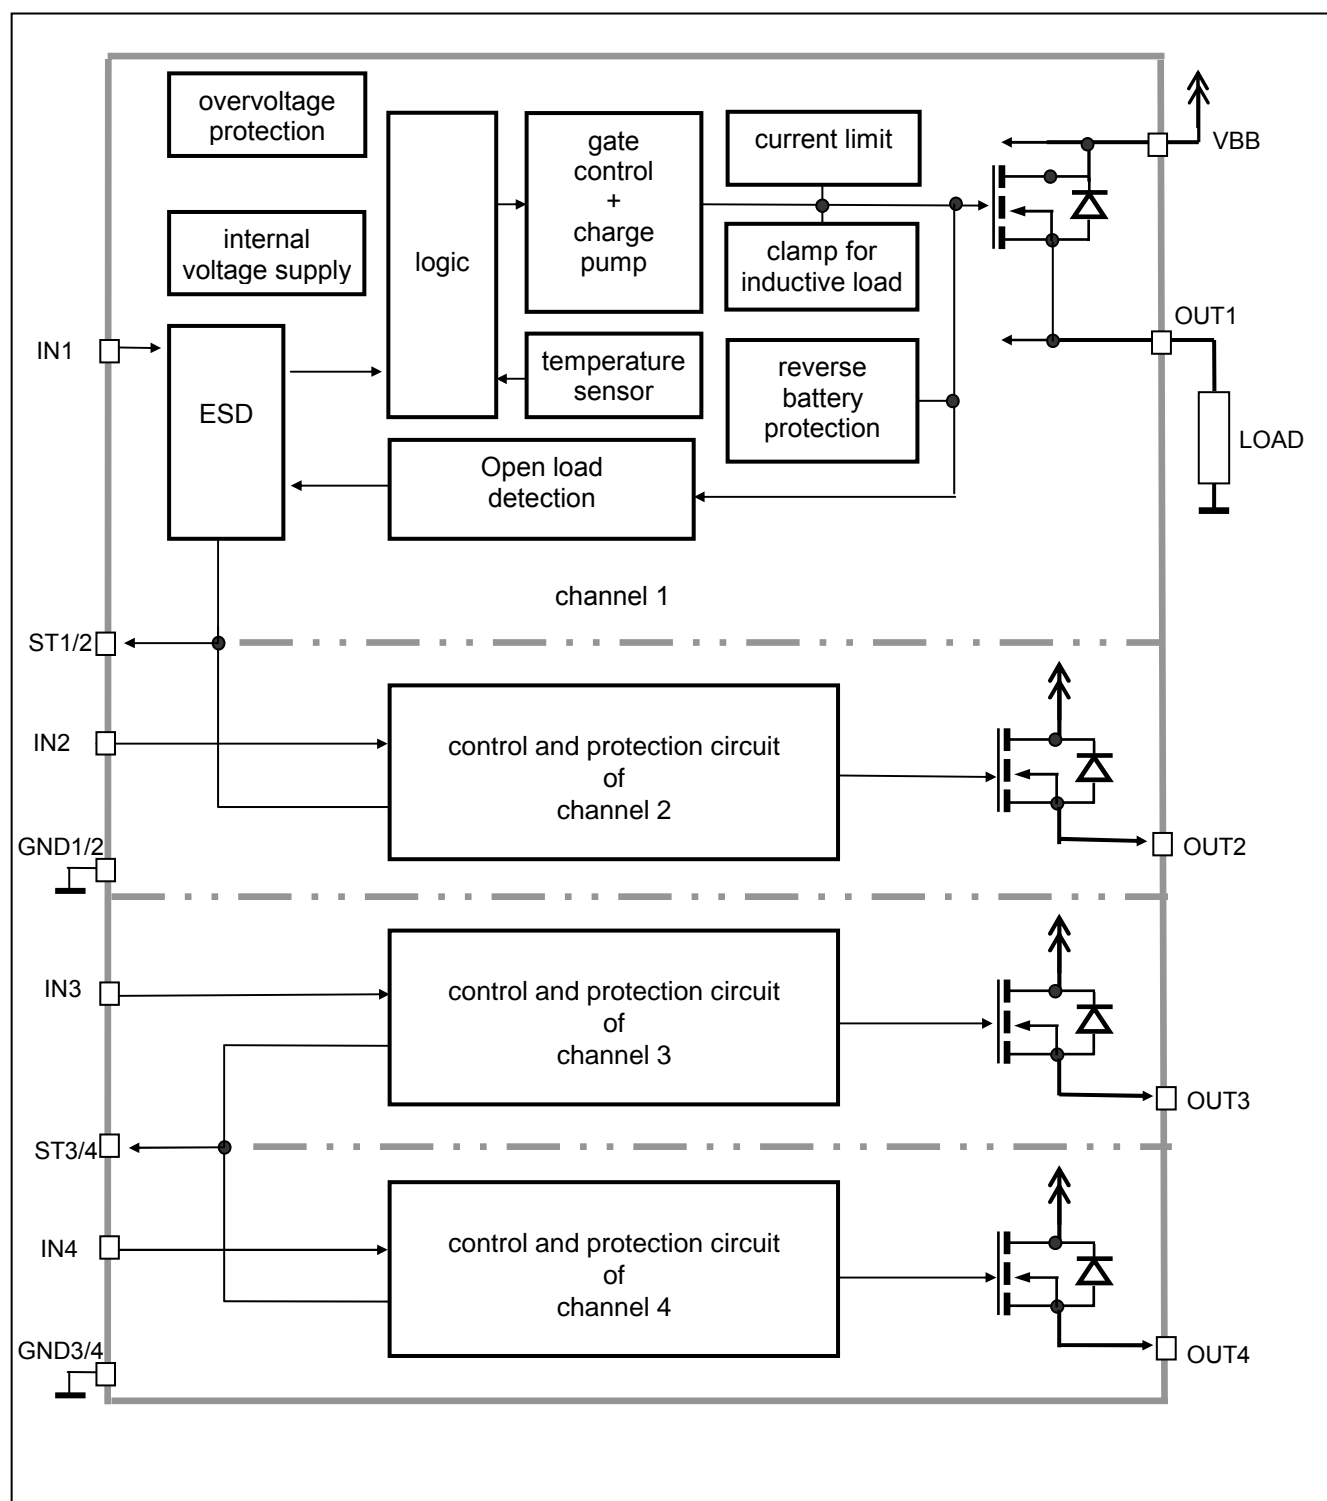 overvoltage
protection
internal
voltage supply
logic
gate
control
+
charge
pump
current limit
clamp for
inductive load
VBB
IN1
ESD
temperature
sensor
reverse
battery
protection
OUT1
LOAD
Open load
detection
channel 1
ST1/2
IN2
control and protection circuit
of
channel 2
GND1/2
OUT2
IN3
control and protection circuit
of
channel 3
OUT3
ST3/4
IN4
control and protection circuit
of
channel 4
GND3/4
OUT4